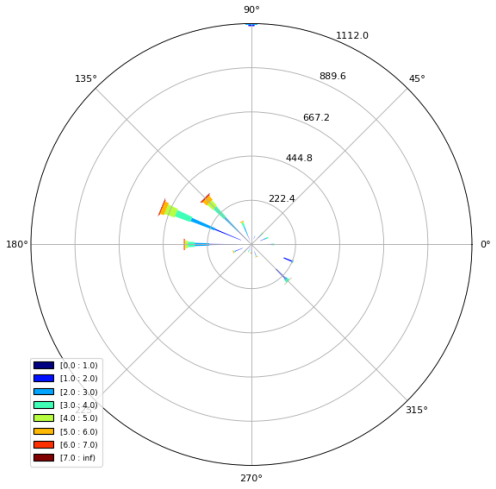 90°
1112.0
135°
45°
889.6
667.2
444.8
222.4
180°
0°
[0.0 : 1.0)
[1.0 : 2.0)
[2.0 : 3.0)
[3.0 : 4.0)
[4.0 : 5.0)
[5.0 : 6.0)
[6.0 : 7.0)
[7.0 : inf)
315°
270°